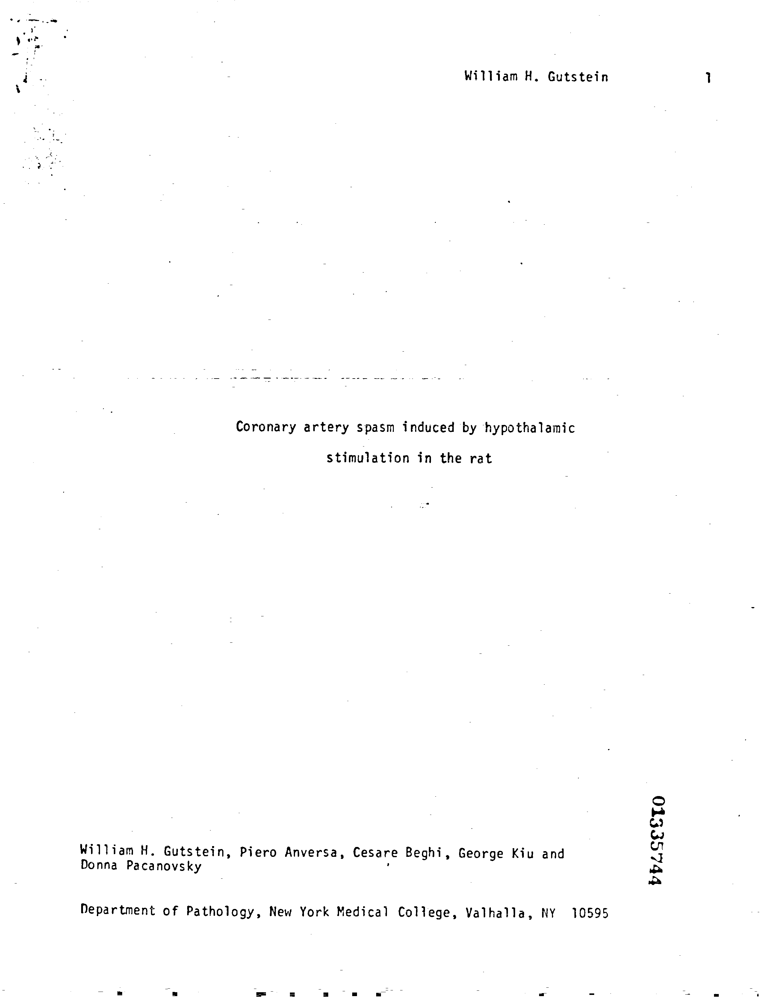 William H. Gutstein 1
Coronary artery spasm induced by hypothalamic
stimulation in the rat
William H. Gutstein, Piero Anversa, Cesare Beghi, George Kiu and
Donna Pacanovsky
Department of Pathology, New York Medical College, Valhalla, NY 10595
01335744